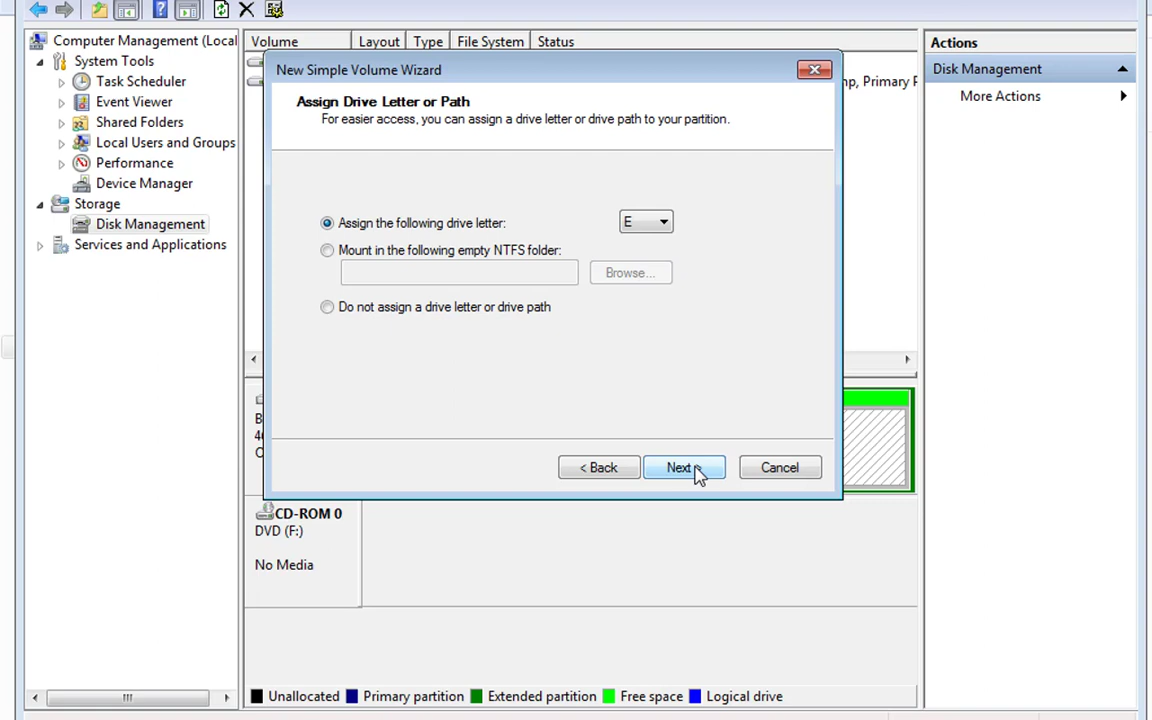 Computer Management (Local
System Tools
Task Scheduler
Event Viewer
Shared Folders
Local Users and Groups
Performance
Device Manager
Storage
Disk Management
Services and Applications
Volume Layout Type File System Status
mp, Primary P
New Simple Volume Wizard
Assign Drive Letter or Path
For easier access, you can assign a drive letter or drive path to your partition.
Assign the following drive letter: E
Mount in the following empty NTFS folder:
Browse...
Do not assign a drive letter or drive path
< Back Next > Cancel
CD-ROM 0
DVD (F:)
No Media
Unallocated Primary partition Extended partition Free space Logical drive
Actions
Disk Management
More Actions